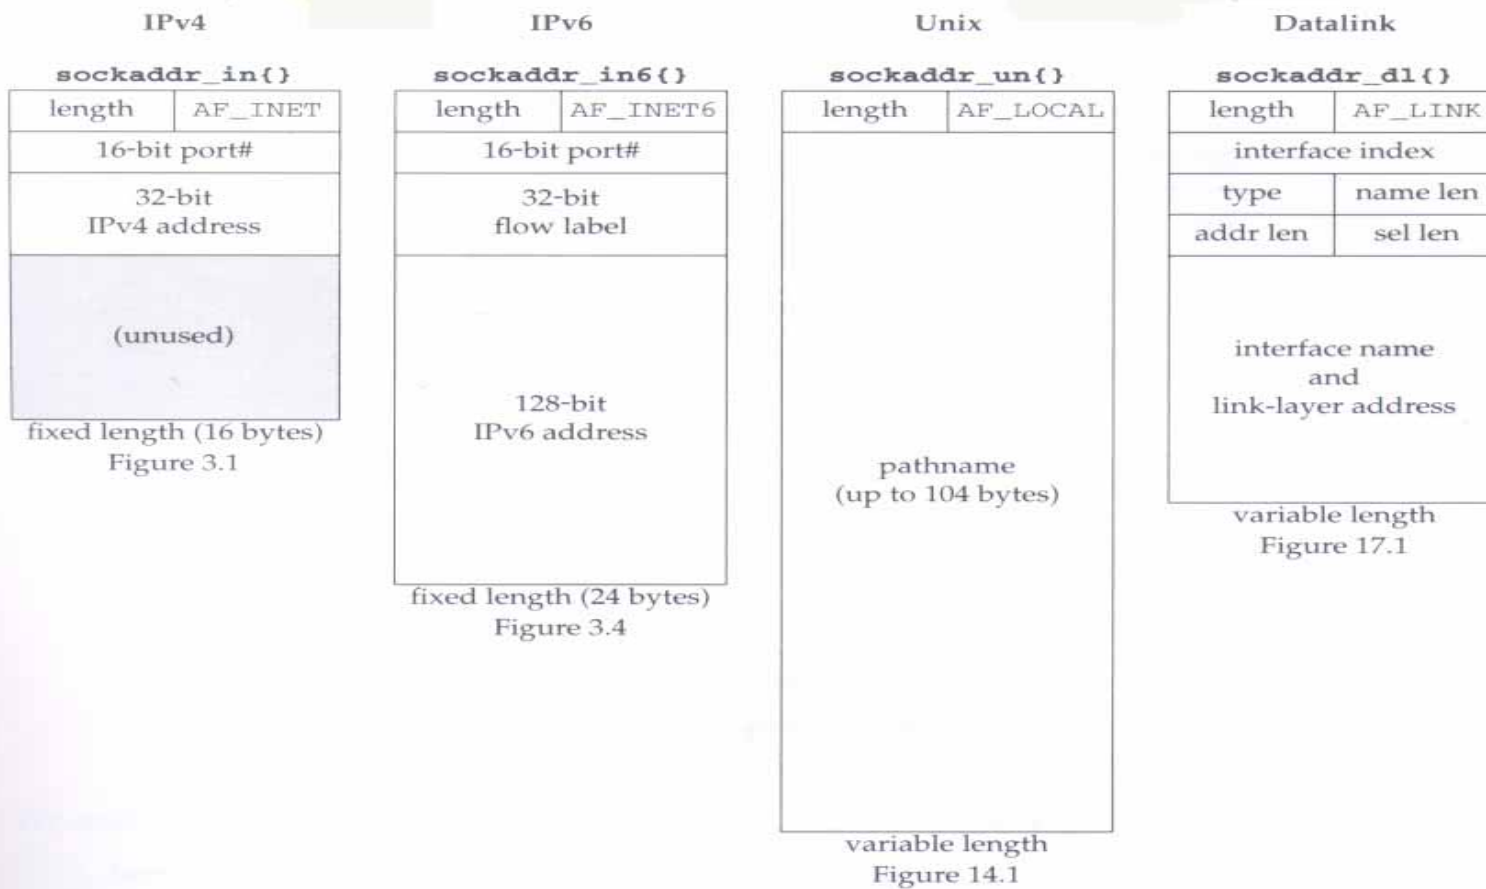 IPv4
sockaddr_in{}
length AF_INET
16-bit port#
32-bit
IPv4 address
(unused)
fixed length (16 bytes)
Figure 3.1
IPv6
sockaddr_in6{}
length AF_INET6
16-bit port#
32-bit
flow label
128-bit
IPv6 address
fixed length (24 bytes)
Figure 3.4
Unix
sockaddr_un{}
length AF_LOCAL
pathname
(up to 104 bytes)
variable length
Figure 14.1
Datalink
sockaddr_dl{}
length AF_LINK
interface index
type name len
addr len sel len
interface name
and
link-layer address
variable length
Figure 17.1